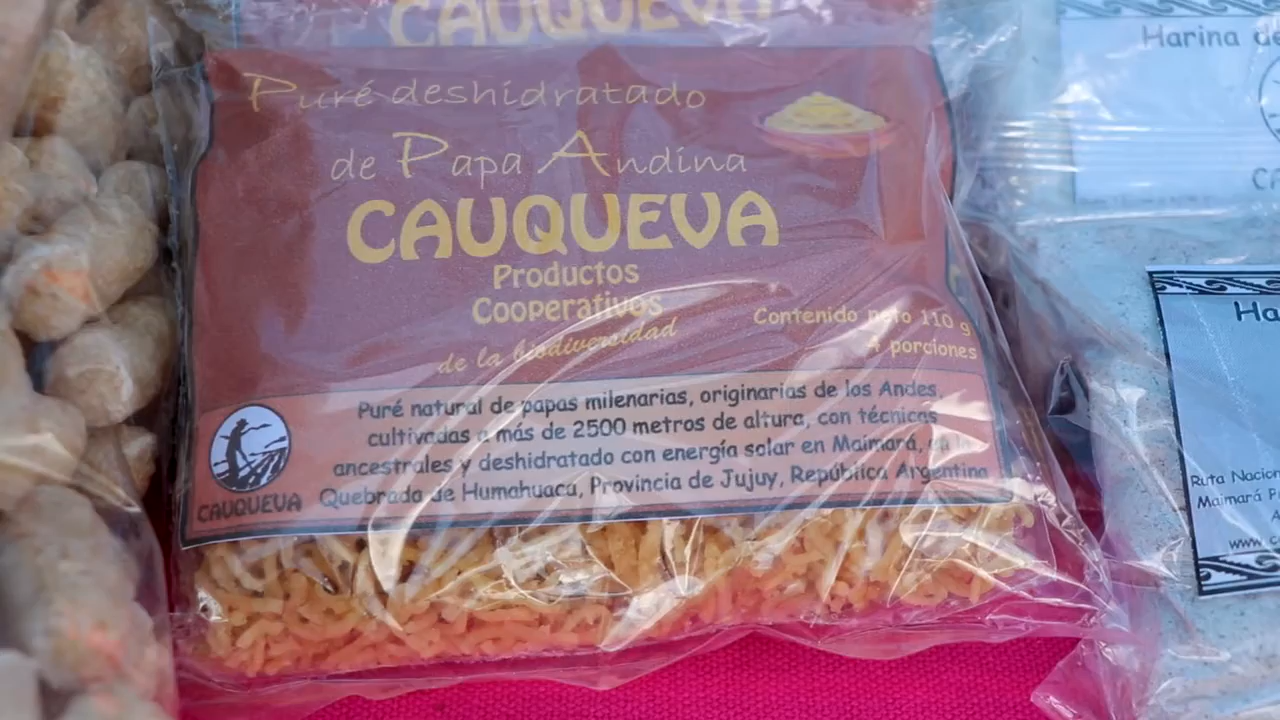 CAUQUEVA
Puré deshidratado
de Papa Andina
CAUQUEVA
Productos
Cooperativos
de la biodiversidad
Contenido neto 110 g
4 porciones
Puré natural de papas milenarias, originarias de los Andes,
cultivadas a más de 2500 metros de altura, con técnicas
ancestrales y deshidratado con energía solar en Maimará, en la
Quebrada de Humahuaca, Provincia de Jujuy, República Argentina
CAUQUEVA
Harina de
CA
Ha
Ruta Nacion
Maimará P
A
www.c